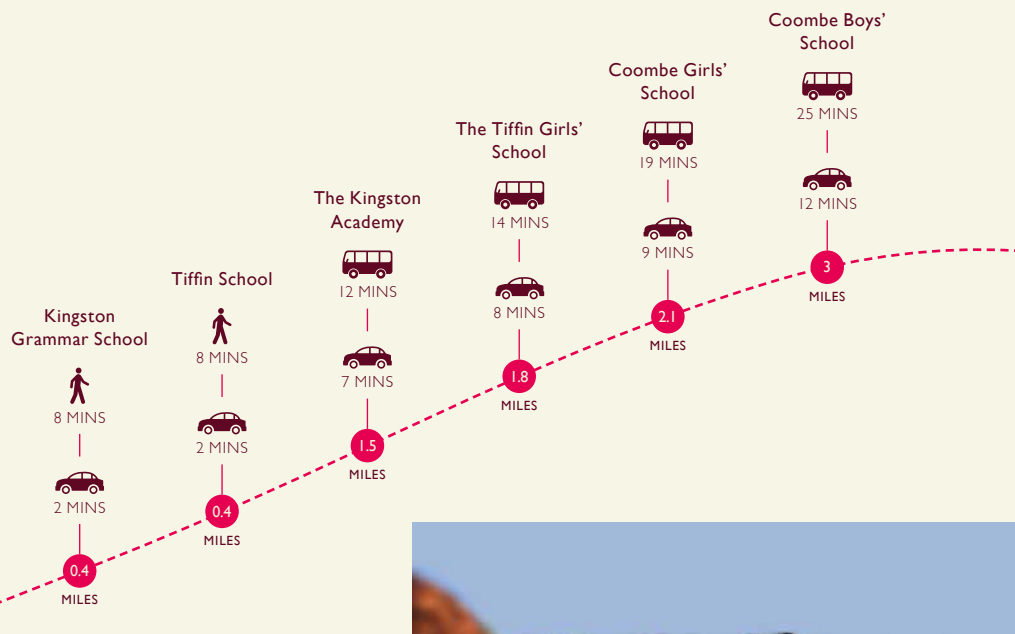 Kingston
Grammar School
8 MINS
2 MINS
0.4
MILES
Tiffin School
8 MINS
2 MINS
0.4
MILES
The Kingston
Academy
12 MINS
7 MINS
1.5
MILES
The Tiffin Girls’
School
14 MINS
8 MINS
1.8
MILES
Coombe Girls’
School
19 MINS
9 MINS
2.1
MILES
Coombe Boys’
School
25 MINS
12 MINS
3
MILES